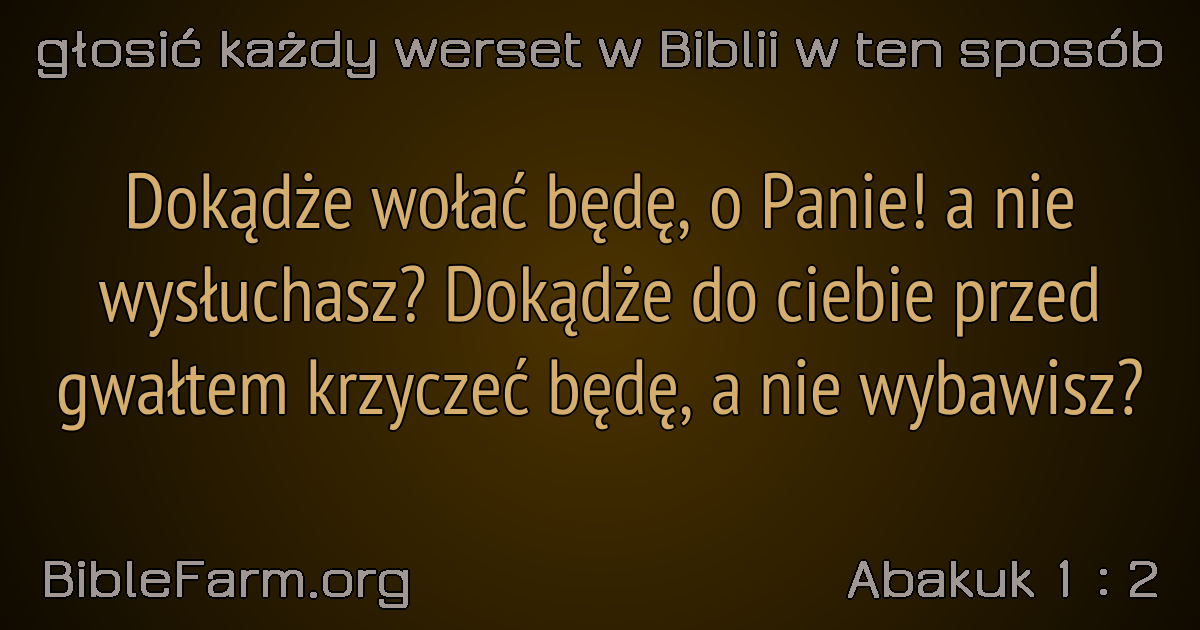 głosić każdy werset w Biblii w ten sposób
Dokądże wołać będę, o Panie! a nie
wysłuchasz? Dokądże do ciebie przed
gwałtem krzyczeć będę, a nie wybawisz?
BibleFarm.org
Abakuk 1 : 2